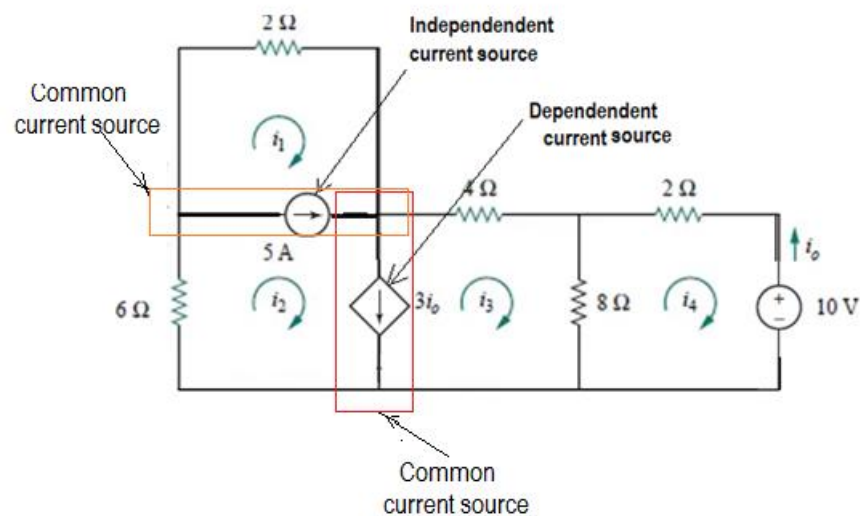 2 Ω
Independent
current source
Common
current source
Dependendent
current source
i1
4 Ω
2 Ω
5 A
io
6 Ω
i2
3io
i3
8 Ω
i4
+
−
10 V
Common
current source